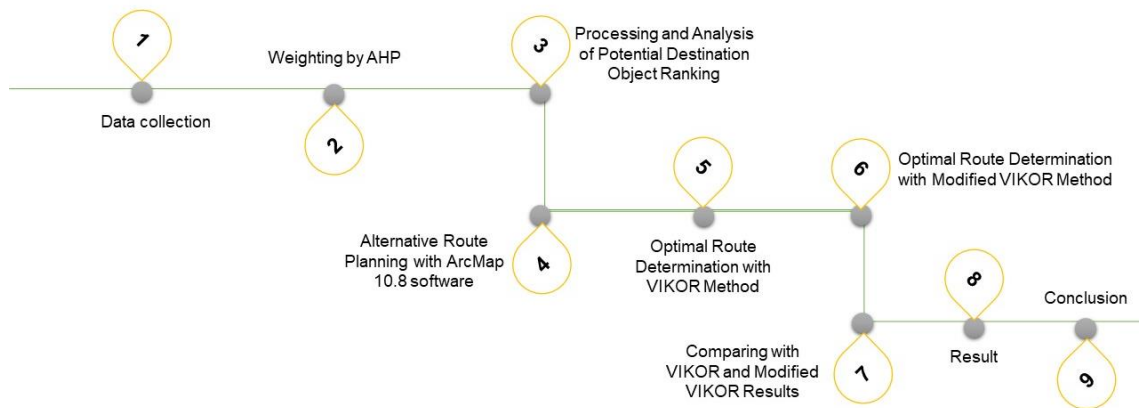 1
Data collection
Weighting by AHP
2
3
Processing and Analysis
of Potential Destination
Object Ranking
4
Alternative Route
Planning with ArcMap
10.8 software
5
Optimal Route
Determination with
VIKOR Method
6
Optimal Route Determination
with Modified VIKOR Method
7
Comparing with
VIKOR and Modified
VIKOR Results
8
Result
Conclusion
9